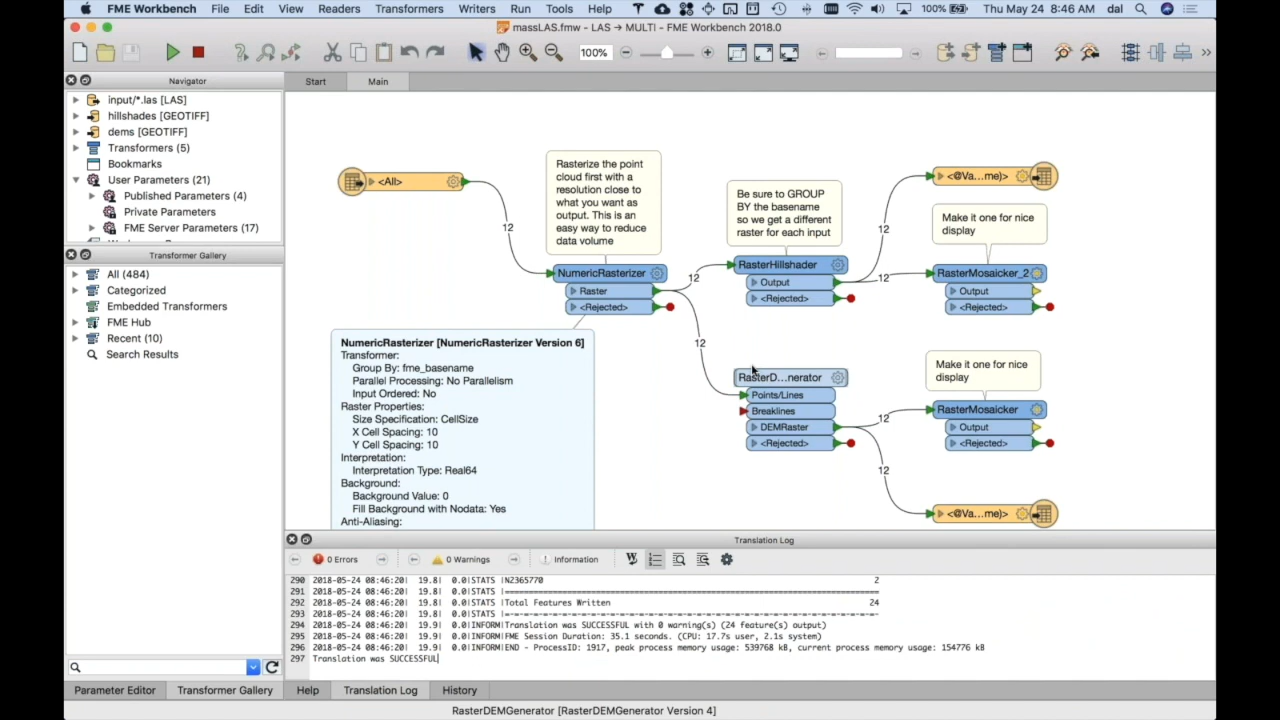 FME Workbench File Edit View Readers Transformers Writers Run Tools Help 100% Thu May 24 8:46 AM dal
massLAS.fmw - LAS → MULTI - FME Workbench 2018.0
100%
Navigator
input/*.las [LAS]
hillshades [GEOTIFF]
dems [GEOTIFF]
Transformers (5)
Bookmarks
User Parameters (21)
Published Parameters (4)
Private Parameters
FME Server Parameters (17)
Transformer Gallery
All (484)
Categorized
Embedded Transformers
FME Hub
Recent (10)
Search Results
Parameter Editor Transformer Gallery
Start Main
<All>
12
Rasterize the point
cloud first with a
resolution close to
what you want as
output. This is an
easy way to reduce
data volume
NumericRasterizer
Raster
<Rejected>
12
12
Be sure to GROUP
BY the basename
so we get a different
raster for each input
RasterHillshader
Output
<Rejected>
12
12
<@Va...me)>
Make it one for nice
display
RasterMosaicker_2
Output
<Rejected>
RasterD...nerator
Points/Lines
Breaklines
DEMRaster
<Rejected>
12
12
Make it one for nice
display
RasterMosaicker
Output
<Rejected>
<@Va...me)>
NumericRasterizer [NumericRasterizer Version 6]
Transformer:
Group By: fme_basename
Parallel Processing: No Parallelism
Input Ordered: No
Raster Properties:
Size Specification: CellSize
X Cell Spacing: 10
Y Cell Spacing: 10
Interpretation:
Interpretation Type: Real64
Background:
Background Value: 0
Fill Background with Nodata: Yes
Anti-Aliasing:
Translation Log
0 Errors 0 Warnings Information
290 2018-05-24 08:46:20| 19.8| 0.0|STATS |N2365770 2
291 2018-05-24 08:46:20| 19.8| 0.0|STATS |==============================================================================
292 2018-05-24 08:46:20| 19.8| 0.0|STATS |Total Features Written 24
293 2018-05-24 08:46:20| 19.8| 0.0|STATS |=-=-=-=-=-=-=-=-=-=-=-=-=-=-=-=-=-=-=-=-=-=-=-=-=-=-=-=-=-=-=-=-=-=-=-=-=-=-
294 2018-05-24 08:46:20| 19.8| 0.0|INFORM|Translation was SUCCESSFUL with 0 warning(s) (24 feature(s) output)
295 2018-05-24 08:46:20| 19.9| 0.0|INFORM|FME Session Duration: 35.1 seconds. (CPU: 17.7s user, 2.1s system)
296 2018-05-24 08:46:20| 19.9| 0.0|INFORM|END - ProcessID: 1917, peak process memory usage: 539768 kB, current process memory usage: 154776 kB
297 Translation was SUCCESSFUL
Help Translation Log History
RasterDEMGenerator [RasterDEMGenerator Version 4]